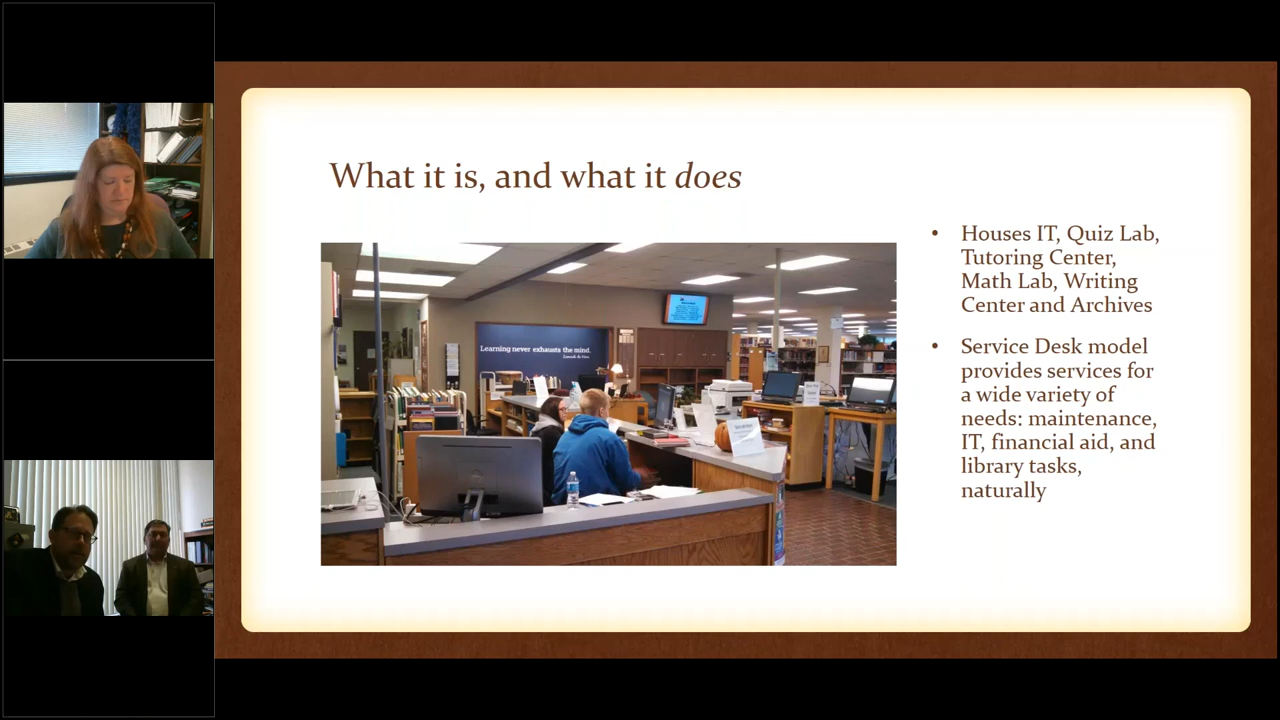 What it is, and what it does
Learning never exhausts the mind.
• Houses IT, Quiz Lab,
Tutoring Center,
Math Lab, Writing
Center and Archives
• Service Desk model
provides services for
a wide variety of
needs: maintenance,
IT, financial aid, and
library tasks,
naturally